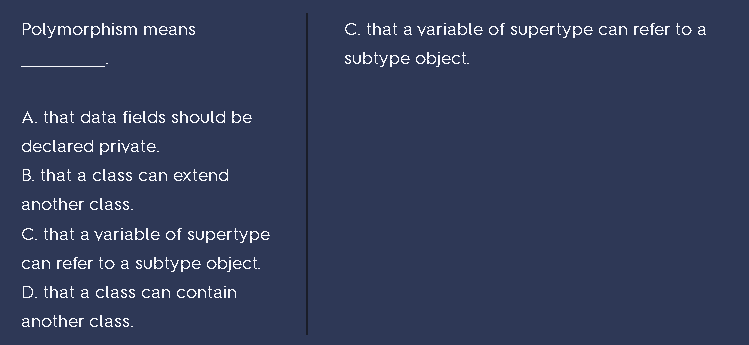 Polymorphism means
__________.
A. that data fields should be
declared private.
B. that a class can extend
another class.
C. that a variable of supertype
can refer to a subtype object.
D. that a class can contain
another class.
C. that a variable of supertype can refer to a
subtype object.